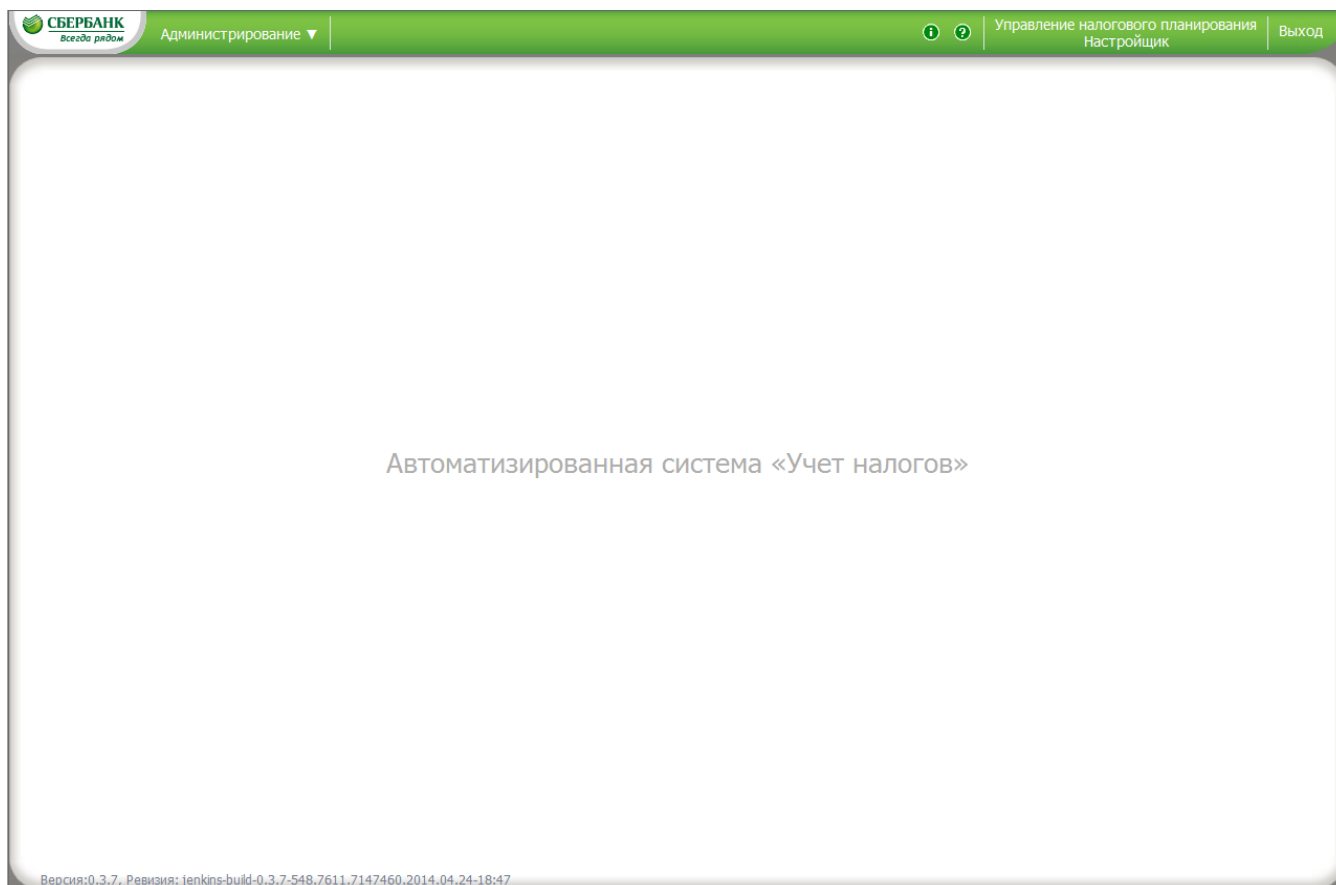 СБЕРБАНК
Всегда рядом
Администрирование ▼
Управление налогового планирования
Настройщик
Выход
Автоматизированная система «Учет налогов»
Версия:0.3.7, Ревизия: jenkins-build-0.3.7-548.7611.7147460.2014.04.24-18:47